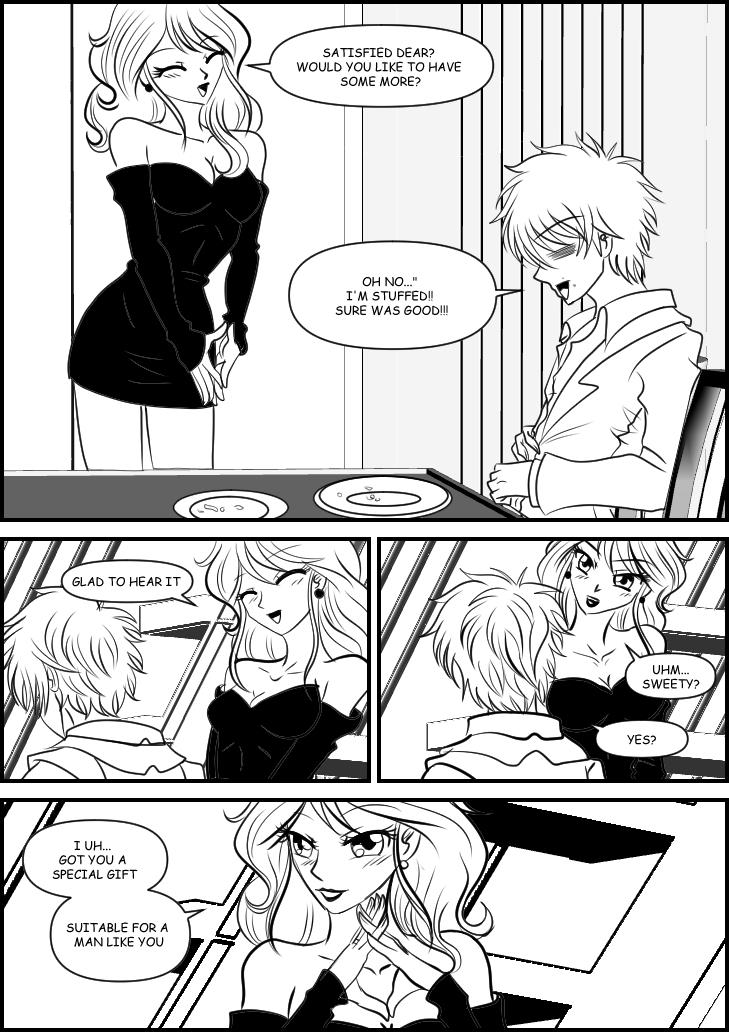 SATISFIED DEAR?
WOULD YOU LIKE TO HAVE
SOME MORE?
OH NO..."
I'M STUFFED!!
SURE WAS GOOD!!!
GLAD TO HEAR IT
UHM...
SWEETY?
YES?
I UH...
GOT YOU A
SPECIAL GIFT
SUITABLE FOR A
MAN LIKE YOU